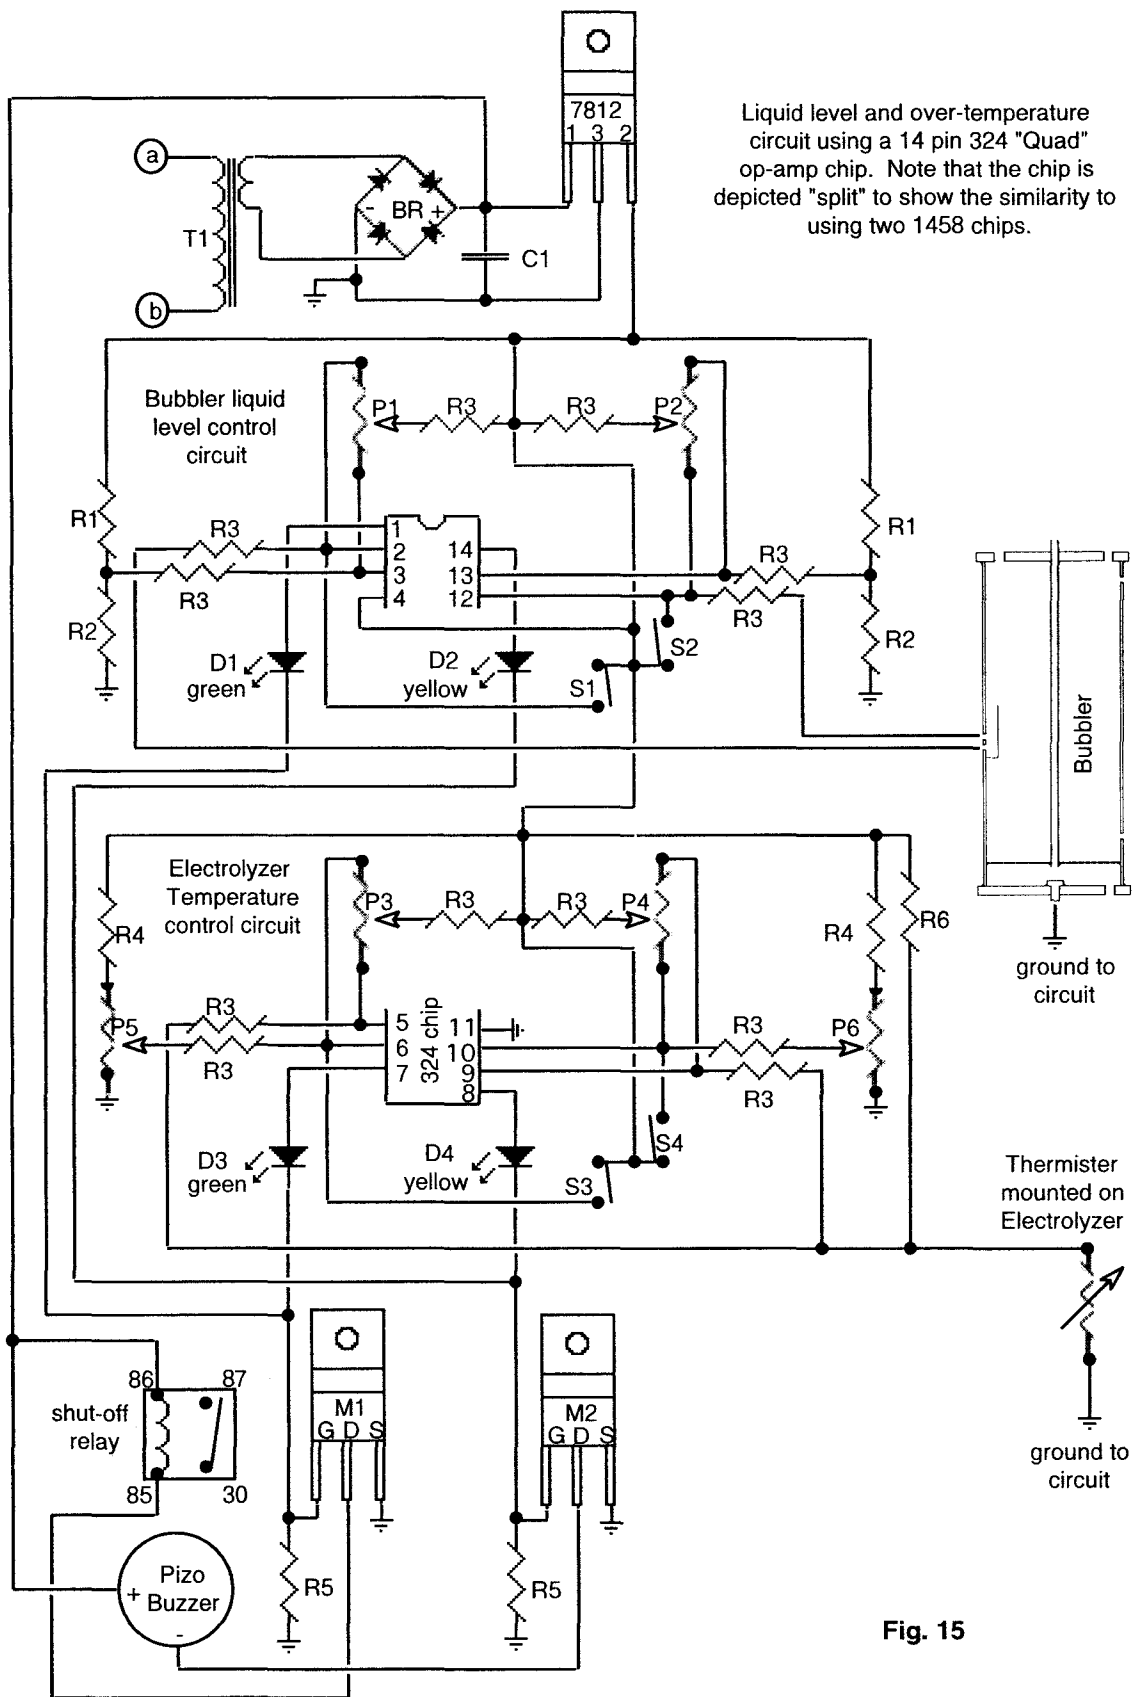 7812
1 3 2
Liquid level and over-temperature
circuit using a 14 pin 324 "Quad"
op-amp chip. Note that the chip is
depicted "split" to show the similarity to
using two 1458 chips.
a
T1
b
- BR +
C1
Bubbler liquid
level control
circuit
P1
R3
R3
P2
R1
R3
R3
R2
1
2
3
4
14
13
12
R3
R3
R1
R2
D1
green
D2
yellow
S2
S1
Bubbler
ground to
circuit
Electrolyzer
Temperature
control circuit
P3
R3
R3
P4
R4
R4
R6
P5
R3
R3
5
6
7
324 chip
11
10
9
8
R3
R3
P6
D3
green
D4
yellow
S4
S3
Thermister
mounted on
Electrolyzer
ground to
circuit
86
87
shut-off
relay
85
30
M1
G D S
M2
G D S
Pizo
+ Buzzer
-
R5
R5
Fig. 15